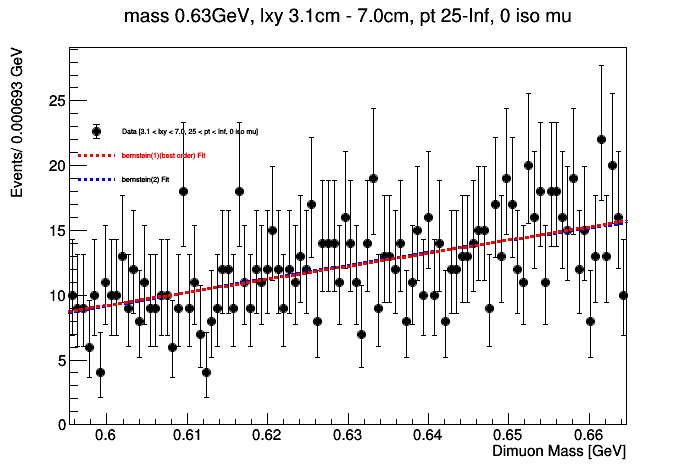 mass 0.63GeV, lxy 3.1cm - 7.0cm, pt 25-Inf, 0 iso mu
Events/ 0.000693 GeV
25
20
15
10
5
0
Data [3.1 < lxy < 7.0, 25 < pt < Inf, 0 iso mu]
bernstein(1)(best order) Fit
bernstein(2) Fit
0.6
0.61
0.62
0.63
0.64
0.65
0.66
Dimuon Mass [GeV]